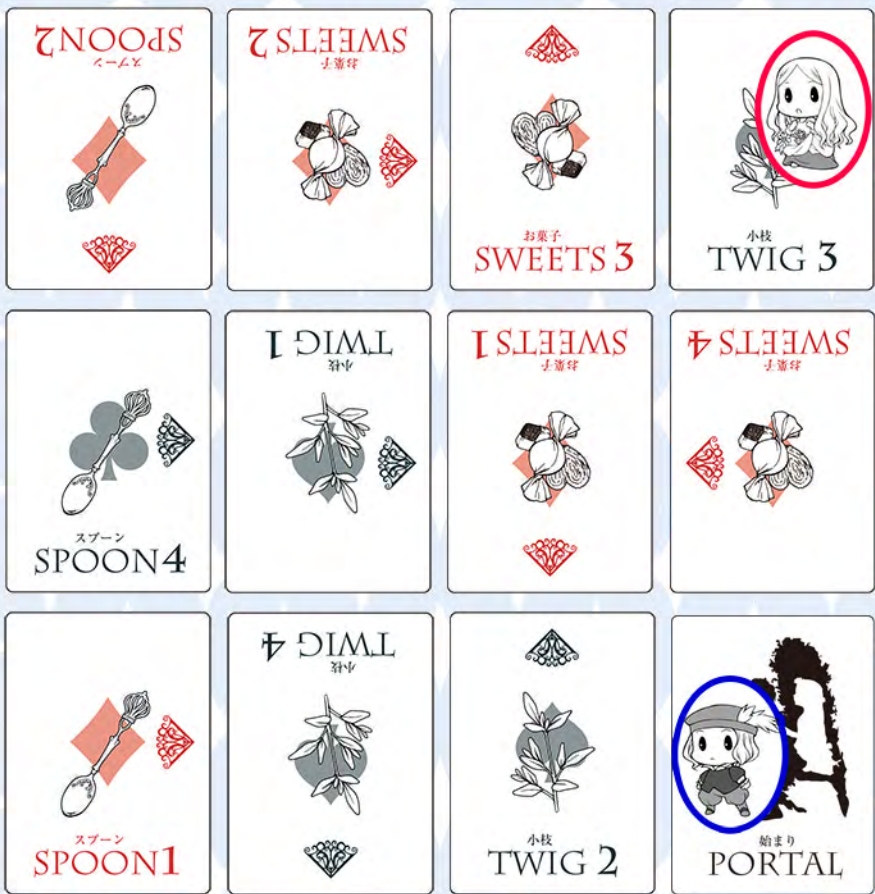 SPOON2
スプーン
SWEETS 2
お菓子
お菓子
SWEETS 3
小枝
TWIG 3
スプーン
SPOON4
TWIG 1
小枝
SWEETS 1
お菓子
SWEETS 4
お菓子
スプーン
SPOON1
TWIG 4
小枝
小枝
TWIG 2
始まり
PORTAL